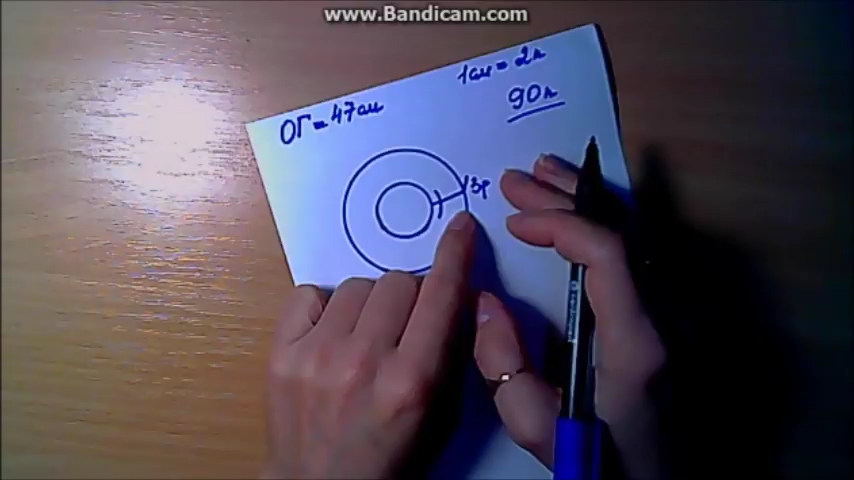 www.Bandicam.com
ОГ = 47см
1см = 2п
90п
3р